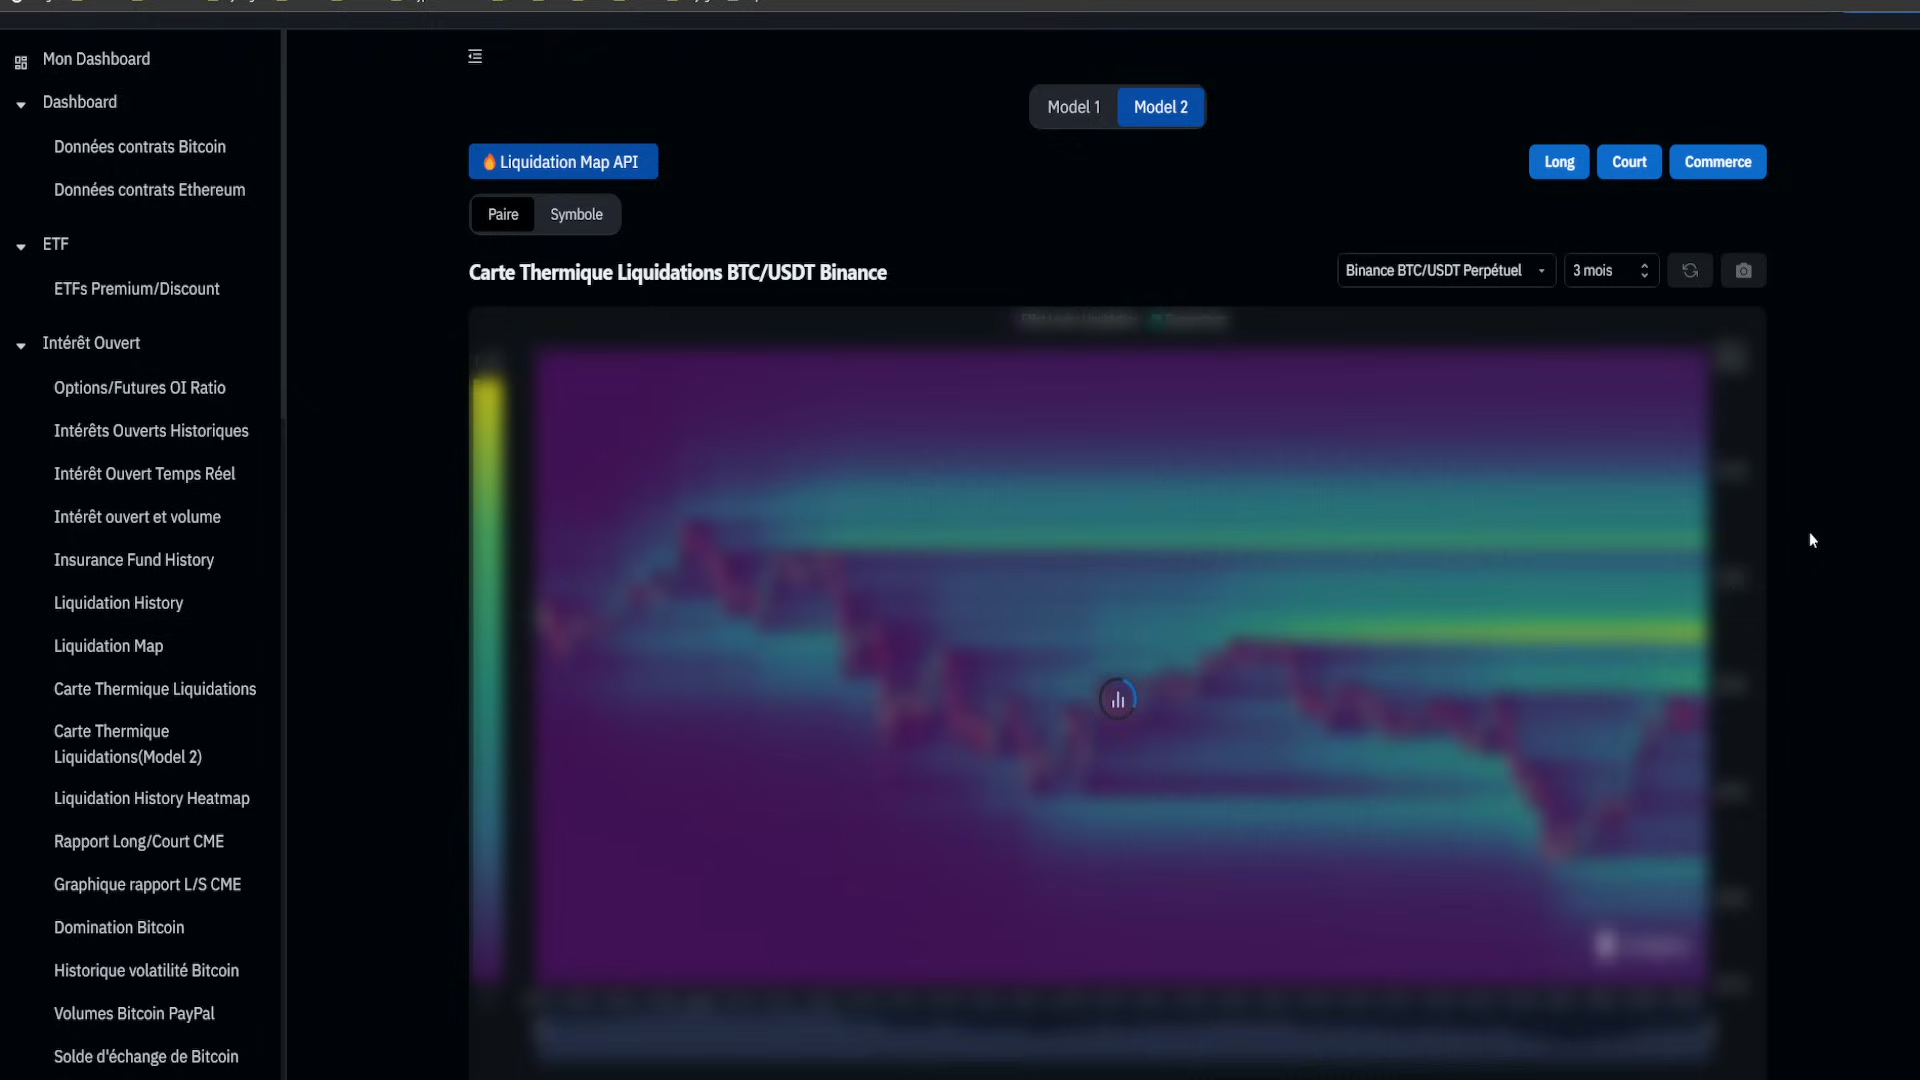 Mon Dashboard
Dashboard
Données contrats Bitcoin
Données contrats Ethereum
ETF
ETFs Premium/Discount
Intérêt Ouvert
Options/Futures OI Ratio
Intérêts Ouverts Historiques
Intérêt Ouvert Temps Réel
Intérêt ouvert et volume
Insurance Fund History
Liquidation History
Liquidation Map
Carte Thermique Liquidations
Carte Thermique
Liquidations(Model 2)
Liquidation History Heatmap
Rapport Long/Court CME
Graphique rapport L/S CME
Domination Bitcoin
Historique volatilité Bitcoin
Volumes Bitcoin PayPal
Solde d'échange de Bitcoin
Model 1 Model 2
Liquidation Map API
Long Court Commerce
Paire Symbole
Carte Thermique Liquidations BTC/USDT Binance
Binance BTC/USDT Perpétuel 3 mois